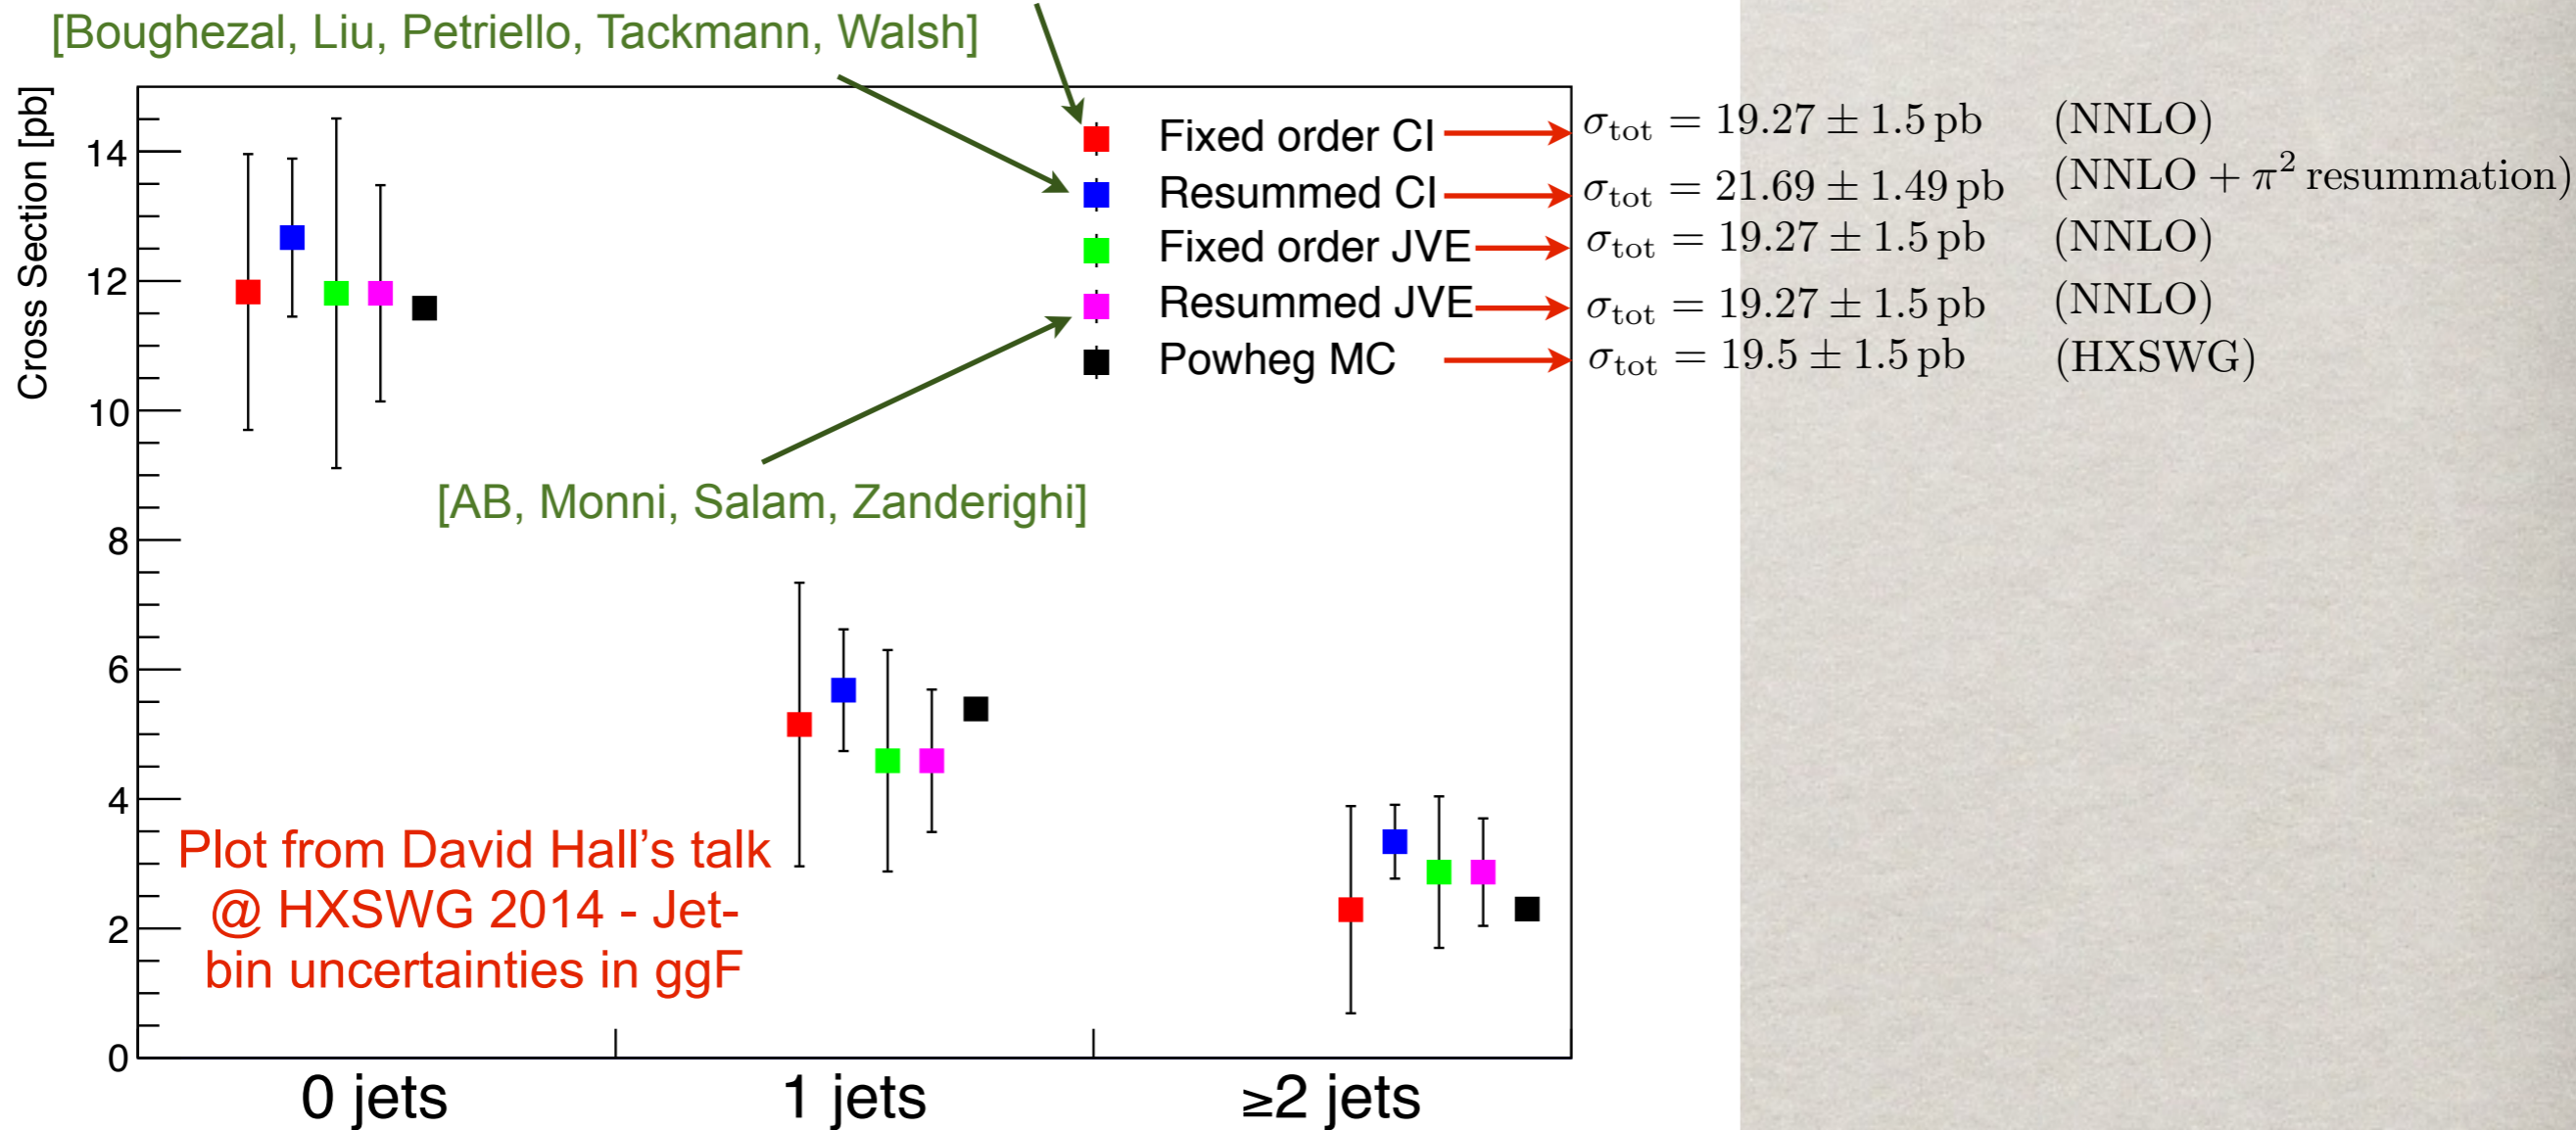 [Boughezal, Liu, Petriello, Tackmann, Walsh]
Cross Section [pb]
14
12
10
8
6
4
2
0
Fixed order CI
Resummed CI
Fixed order JVE
Resummed JVE
Powheg MC
σ_tot = 19.27 ± 1.5 pb (NNLO)
σ_tot = 21.69 ± 1.49 pb (NNLO + π² resummation)
σ_tot = 19.27 ± 1.5 pb (NNLO)
σ_tot = 19.27 ± 1.5 pb (NNLO)
σ_tot = 19.5 ± 1.5 pb (HXSWG)
[AB, Monni, Salam, Zanderighi]
Plot from David Hall’s talk
@ HXSWG 2014 - Jet-
bin uncertainties in ggF
0 jets
1 jets
≥2 jets